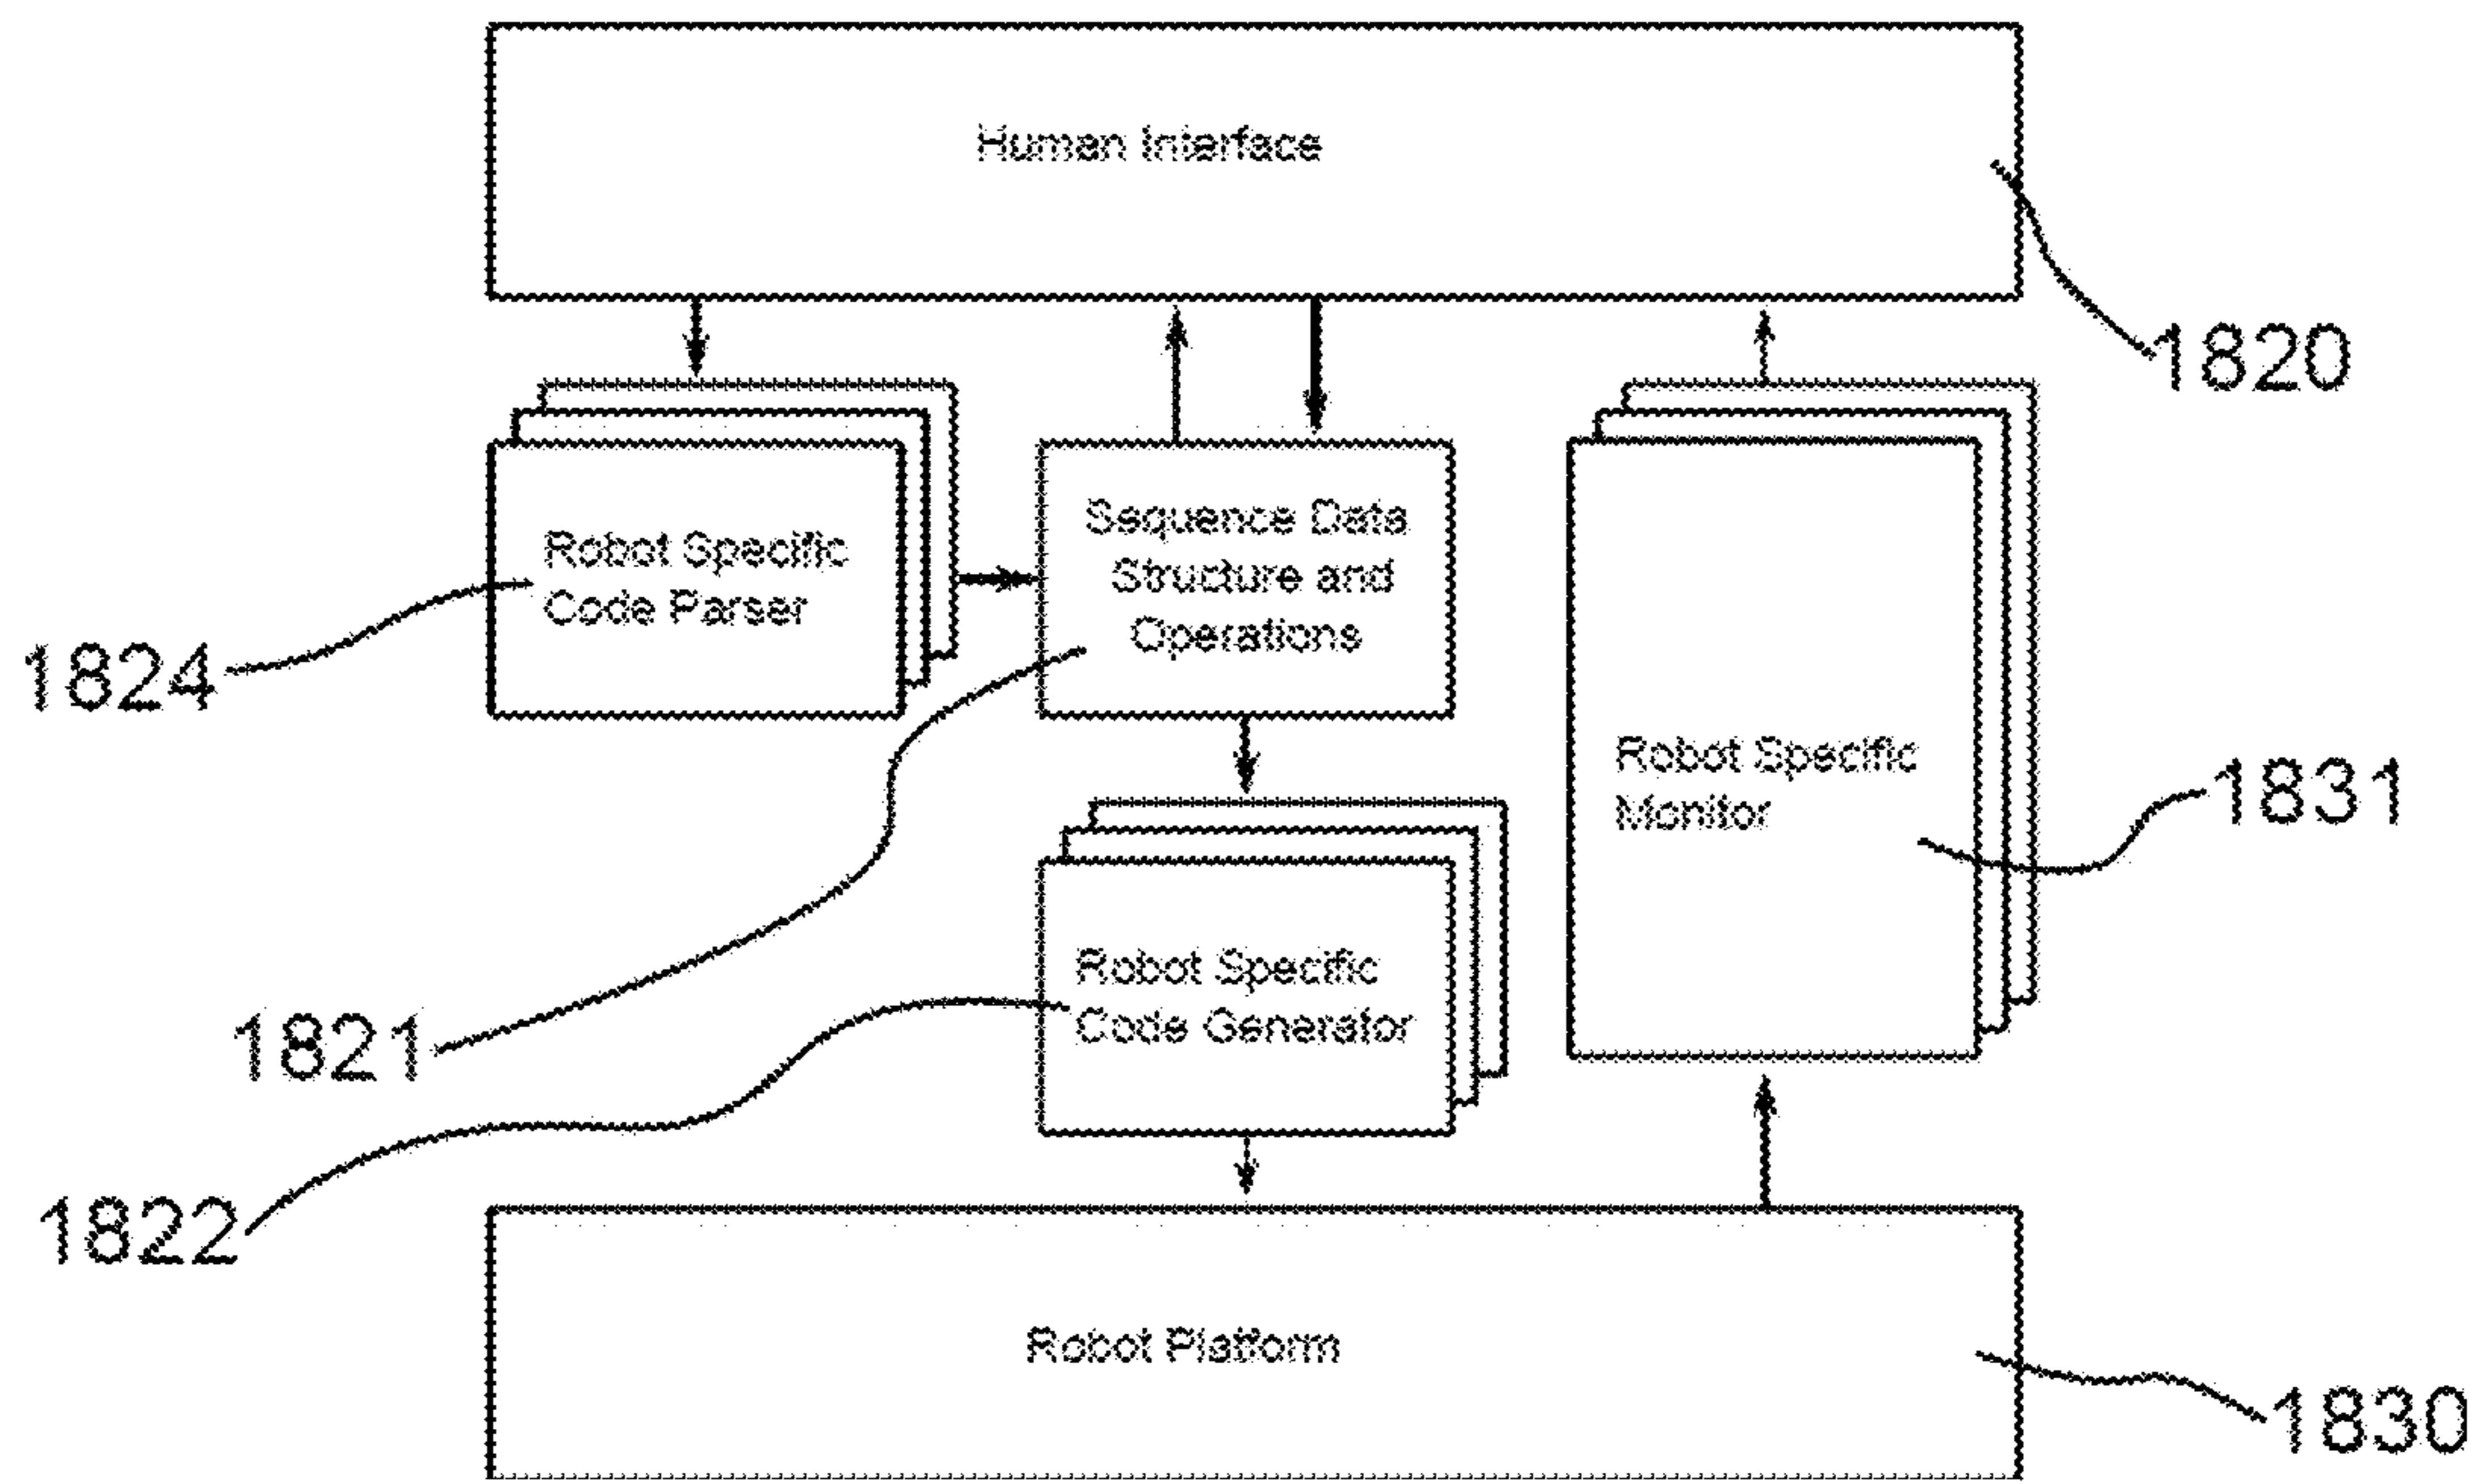 Human Interface
1820
Robot Specific
Code Parser
Sequence Data
Structure and
Operations
1824
Robot Specific
Monitor
1831
1821
Robot Specific
Code Generator
1822
Robot Platform
1830